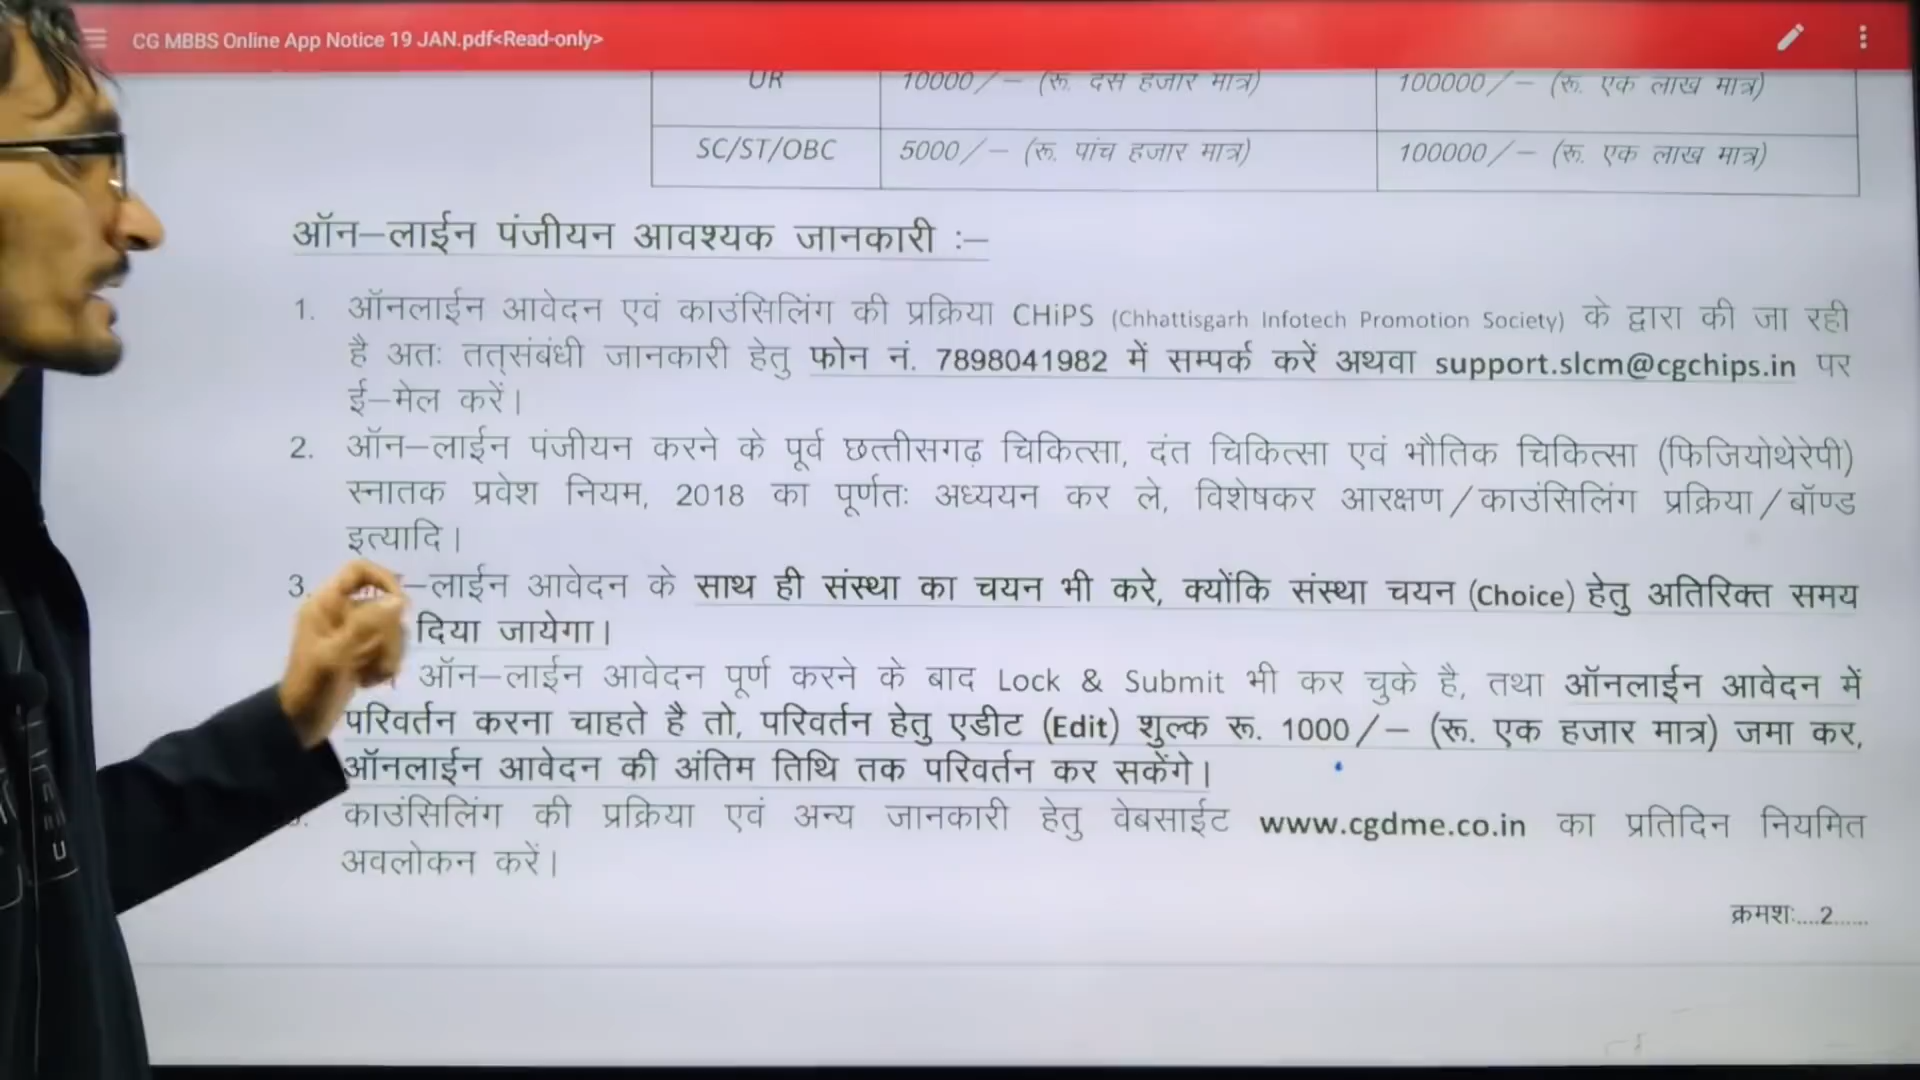 CG MBBS Online App Notice 19 JAN.pdf<Read-only>
UR 10000/– (रू. दस हजार मात्र) 100000/– (रू. एक लाख मात्र)
SC/ST/OBC 5000/– (रू. पांच हजार मात्र) 100000/– (रू. एक लाख मात्र)
ऑन–लाईन पंजीयन आवश्यक जानकारी :–
1. ऑनलाईन आवेदन एवं काउंसिलिंग की प्रक्रिया CHiPS (Chhattisgarh Infotech Promotion Society) के द्वारा की जा रही
है अतः तत्संबंधी जानकारी हेतु फोन नं. 7898041982 में सम्पर्क करें अथवा support.slcm@cgchips.in पर
ई–मेल करें।
2. ऑन–लाईन पंजीयन करने के पूर्व छत्तीसगढ़ चिकित्सा, दंत चिकित्सा एवं भौतिक चिकित्सा (फिजियोथेरेपी)
स्नातक प्रवेश नियम, 2018 का पूर्णतः अध्ययन कर ले, विशेषकर आरक्षण/काउंसिलिंग प्रक्रिया/बॉण्ड
इत्यादि।
3. –लाईन आवेदन के साथ ही संस्था का चयन भी करे, क्योंकि संस्था चयन (Choice) हेतु अतिरिक्त समय
दिया जायेगा।
ऑन–लाईन आवेदन पूर्ण करने के बाद Lock & Submit भी कर चुके है, तथा ऑनलाईन आवेदन में
परिवर्तन करना चाहते है तो, परिवर्तन हेतु एडीट (Edit) शुल्क रू. 1000/– (रू. एक हजार मात्र) जमा कर,
ऑनलाईन आवेदन की अंतिम तिथि तक परिवर्तन कर सकेंगे।
काउंसिलिंग की प्रक्रिया एवं अन्य जानकारी हेतु वेबसाईट www.cgdme.co.in का प्रतिदिन नियमित
अवलोकन करें।
क्रमशः....2......